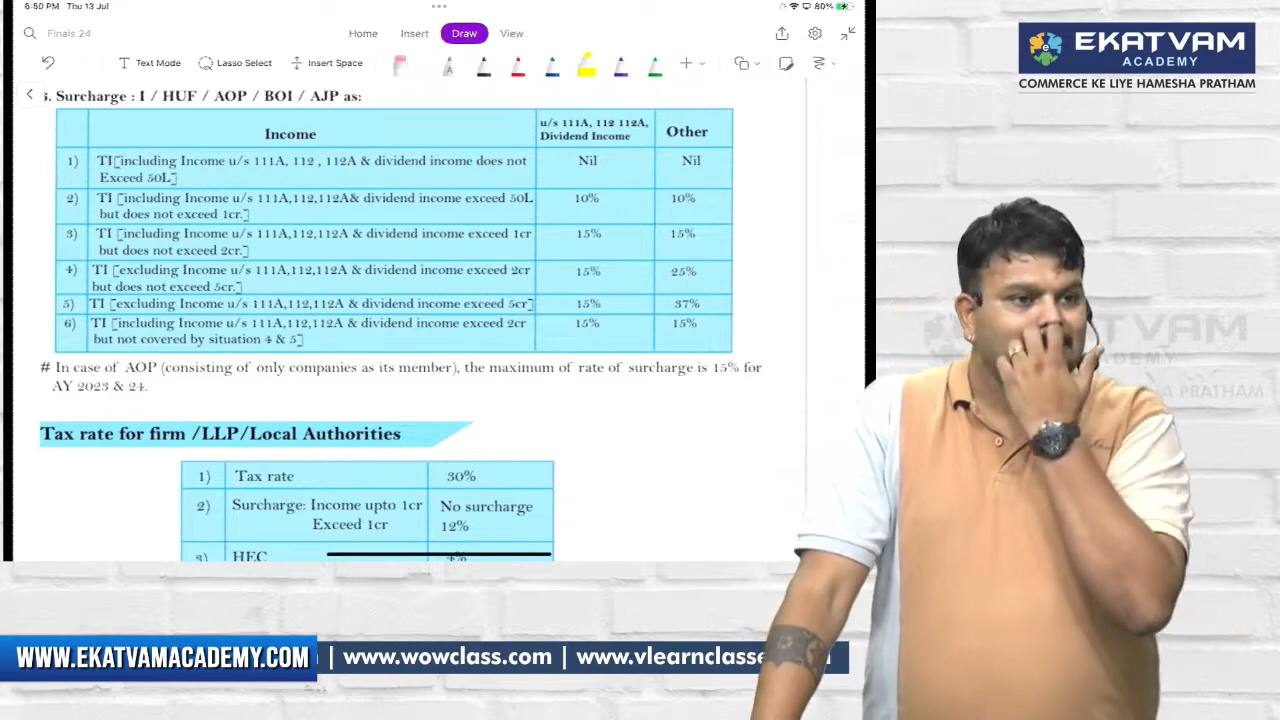 6:50 PM Thu 13 Jul
80%
Finals 24
Home Insert Draw View
Text Mode Lasso Select Insert Space
3. Surcharge : I / HUF / AOP / BOI / AJP as:
Income
u/s 111A, 112 112A,
Dividend Income
Other
1) TI[including Income u/s 111A, 112 , 112A & dividend income does not
Exceed 50L]
Nil Nil
2) TI [including Income u/s 111A,112,112A& dividend income exceed 50L
but does not exceed 1cr.]
10% 10%
3) TI [including Income u/s 111A,112,112A & dividend income exceed 1cr
but does not exceed 2cr.]
15% 15%
4) TI [excluding Income u/s 111A,112,112A & dividend income exceed 2cr
but does not exceed 5cr.]
15% 25%
5) TI [excluding Income u/s 111A,112,112A & dividend income exceed 5cr] 15% 37%
6) TI [including Income u/s 111A,112,112A & dividend income exceed 2cr
but not covered by situation 4 & 5]
15% 15%
# In case of AOP (consisting of only companies as its member), the maximum of rate of surcharge is 15% for
AY 2023 & 24.
Tax rate for firm /LLP/Local Authorities
1) Tax rate 30%
2) Surcharge: Income upto 1cr No surcharge
Exceed 1cr 12%
3) HEC 4%
EKATVAM
ACADEMY
COMMERCE KE LIYE HAMESHA PRATHAM
EKATVAM
PRATHAM
WWW.EKATVAMACADEMY.COM | www.wowclass.com | www.vlearnclasse